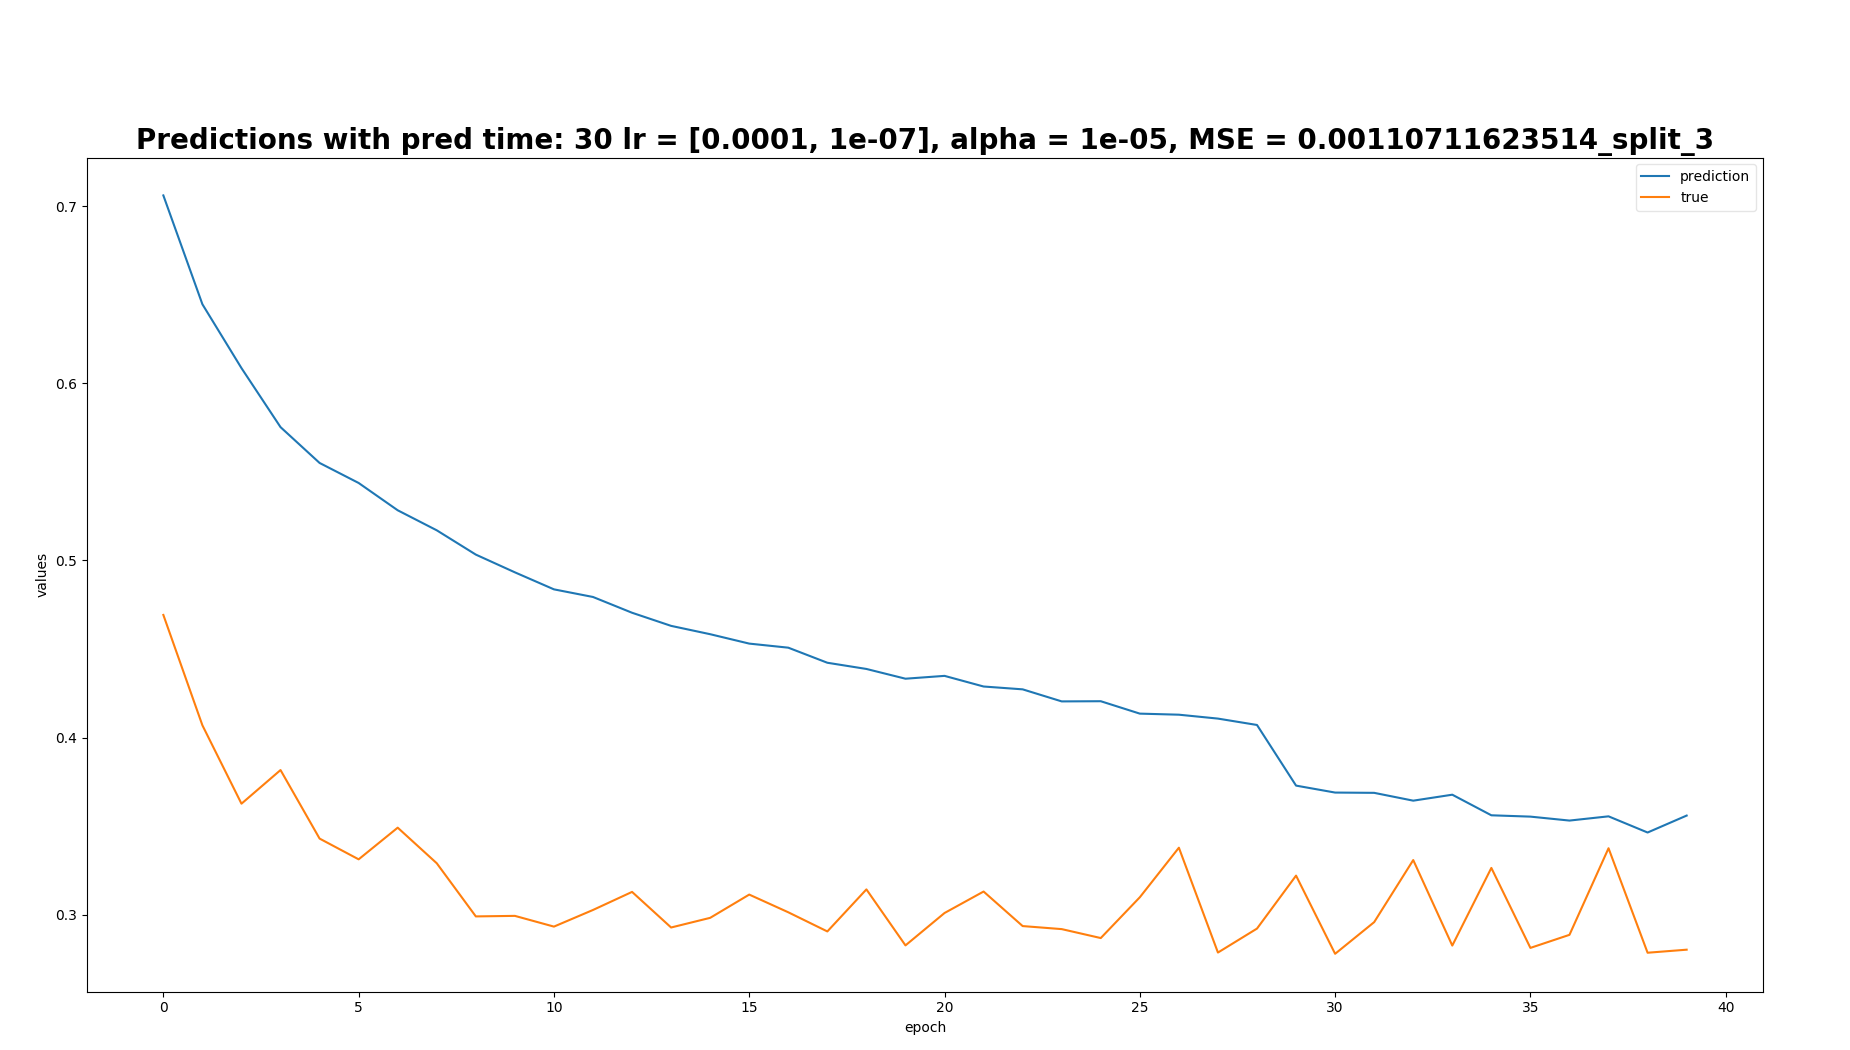 Predictions with pred time: 30 lr = [0.0001, 1e-07], alpha = 1e-05, MSE = 0.00110711623514_split_3
prediction
true
0.7
0.6
0.5
0.4
0.3
values
0 5 10 15 20 25 30 35 40
epoch